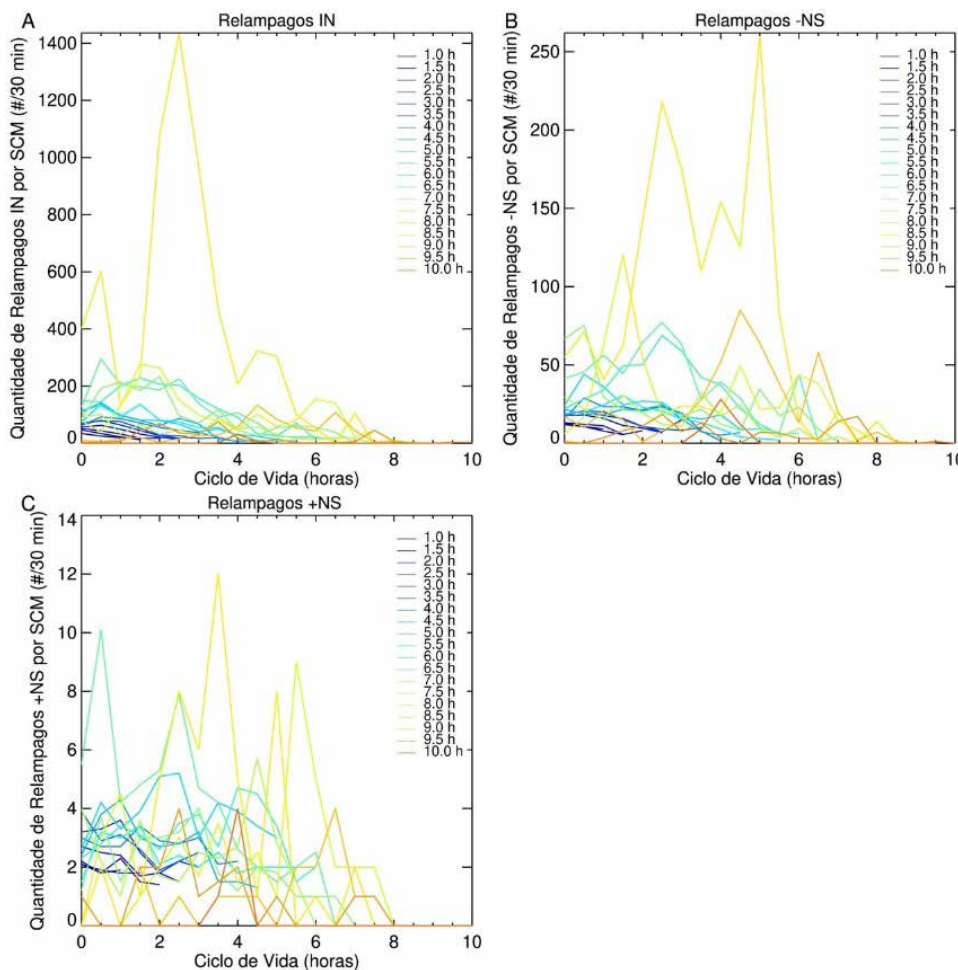 A
Relampagos IN
Quantidade de Relampagos IN por SCM (#/30 min)
1400
1200
1000
800
600
400
200
0
1.0 h
1.5 h
2.0 h
2.5 h
3.0 h
3.5 h
4.0 h
4.5 h
5.0 h
5.5 h
6.0 h
6.5 h
7.0 h
7.5 h
8.0 h
8.5 h
9.0 h
9.5 h
10.0 h
0 2 4 6 8 10
Ciclo de Vida (horas)
B
Relampagos -NS
Quantidade de Relampagos -NS por SCM (#/30 min)
250
200
150
100
50
0
1.0 h
1.5 h
2.0 h
2.5 h
3.0 h
4.0 h
4.5 h
5.0 h
5.5 h
6.0 h
6.5 h
7.0 h
7.5 h
8.0 h
8.5 h
9.0 h
9.5 h
10.0 h
0 2 4 6 8 10
Ciclo de Vida (horas)
C
Relampagos +NS
Quantidade de Relampagos +NS por SCM (#/30 min)
14
12
10
8
6
4
2
0
1.0 h
1.5 h
2.0 h
2.5 h
3.0 h
3.5 h
4.0 h
5.0 h
5.5 h
6.0 h
6.5 h
7.0 h
7.5 h
8.0 h
8.5 h
9.0 h
9.5 h
10.0 h
0 2 4 6 8 10
Ciclo de Vida (horas)